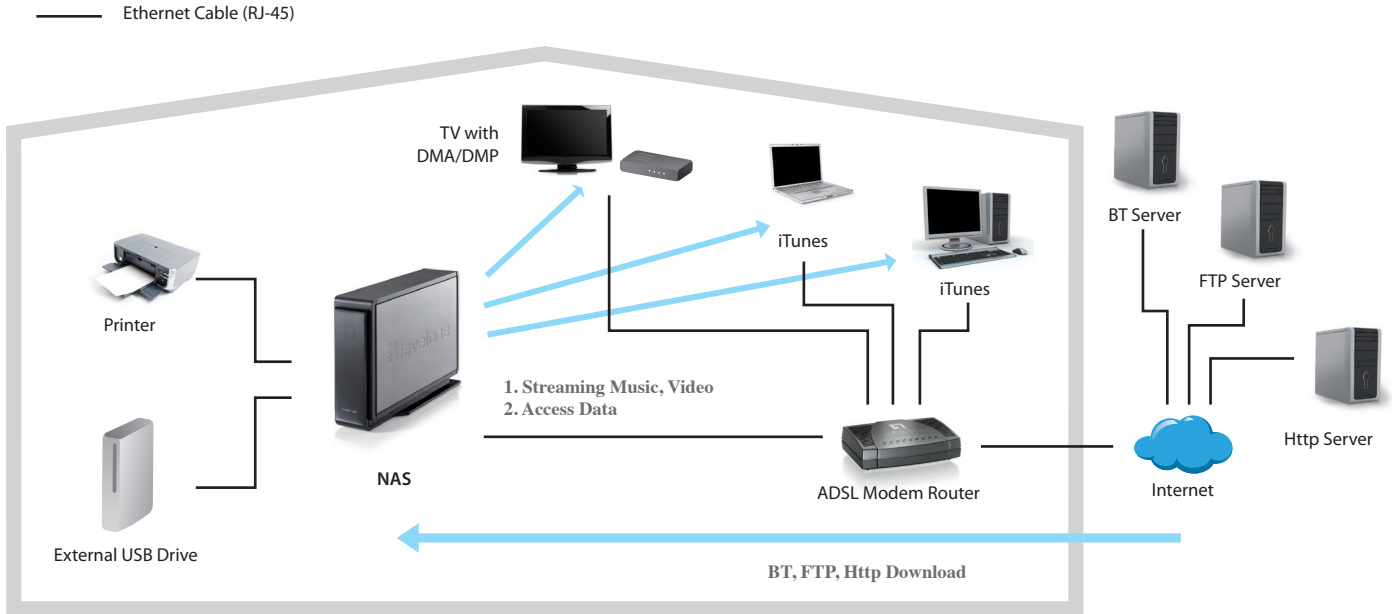 Ethernet Cable (RJ-45)
TV with
DMA/DMP
iTunes
iTunes
BT Server
FTP Server
Http Server
Printer
levelone
1. Streaming Music, Video
2. Access Data
NAS
ADSL Modem Router
Internet
External USB Drive
BT, FTP, Http Download